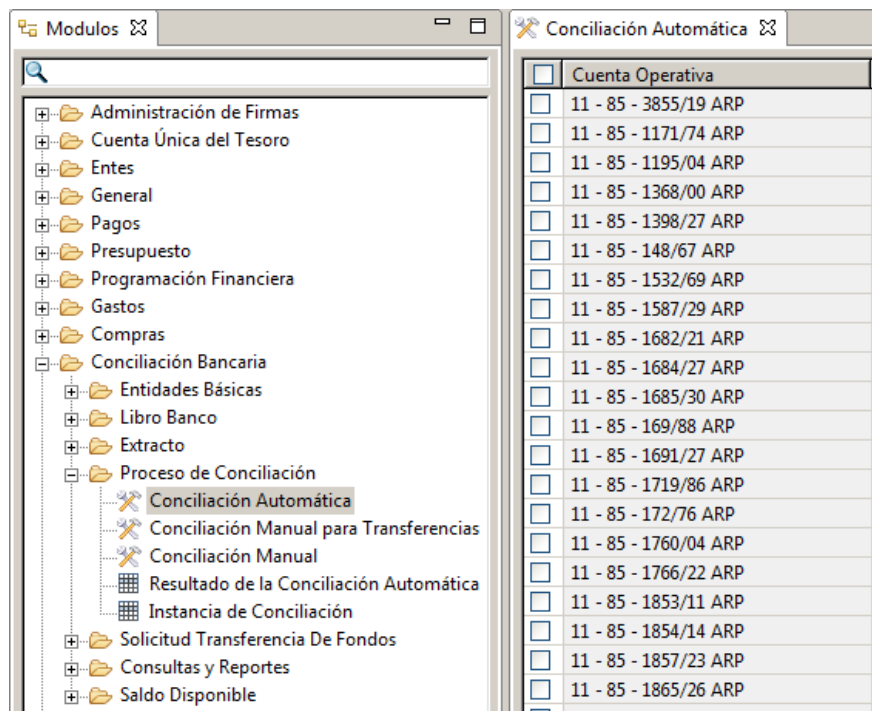 Modulos
Administración de Firmas
Cuenta Única del Tesoro
Entes
General
Pagos
Presupuesto
Programación Financiera
Gastos
Compras
Conciliación Bancaria
Entidades Básicas
Libro Banco
Extracto
Proceso de Conciliación
Conciliación Automática
Conciliación Manual para Transferencias
Conciliación Manual
Resultado de la Conciliación Automática
Instancia de Conciliación
Solicitud Transferencia De Fondos
Consultas y Reportes
Saldo Disponible
Conciliación Automática
Cuenta Operativa
11 - 85 - 3855/19 ARP
11 - 85 - 1171/74 ARP
11 - 85 - 1195/04 ARP
11 - 85 - 1368/00 ARP
11 - 85 - 1398/27 ARP
11 - 85 - 148/67 ARP
11 - 85 - 1532/69 ARP
11 - 85 - 1587/29 ARP
11 - 85 - 1682/21 ARP
11 - 85 - 1684/27 ARP
11 - 85 - 1685/30 ARP
11 - 85 - 169/88 ARP
11 - 85 - 1691/27 ARP
11 - 85 - 1719/86 ARP
11 - 85 - 172/76 ARP
11 - 85 - 1760/04 ARP
11 - 85 - 1766/22 ARP
11 - 85 - 1853/11 ARP
11 - 85 - 1854/14 ARP
11 - 85 - 1857/23 ARP
11 - 85 - 1865/26 ARP